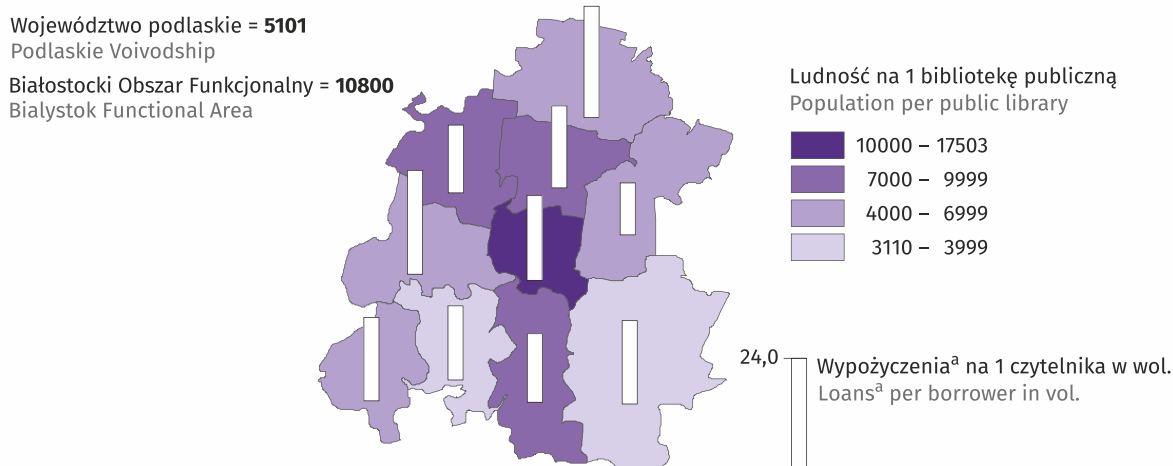 Województwo podlaskie = 5101
Podlaskie Voivodship
Białostocki Obszar Funkcjonalny = 10800
Bialystok Functional Area
Ludność na 1 bibliotekę publiczną
Population per public library
10000 – 17503
7000 – 9999
4000 – 6999
3110 – 3999
24,0
Wypożyczeniaᵃ na 1 czytelnika w wol.
Loansᵃ per borrower in vol.